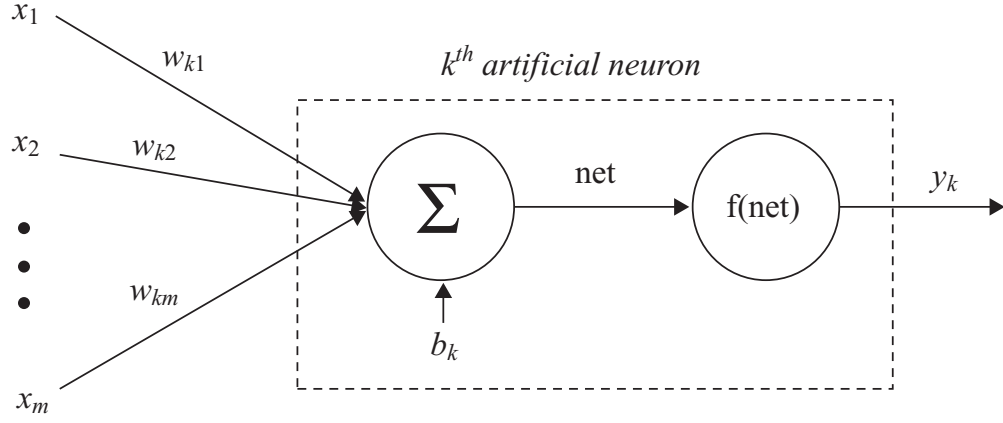 x1
wk1
kth artificial neuron
x2
wk2
Σ
net
f(net)
yk
wkm
bk
xm